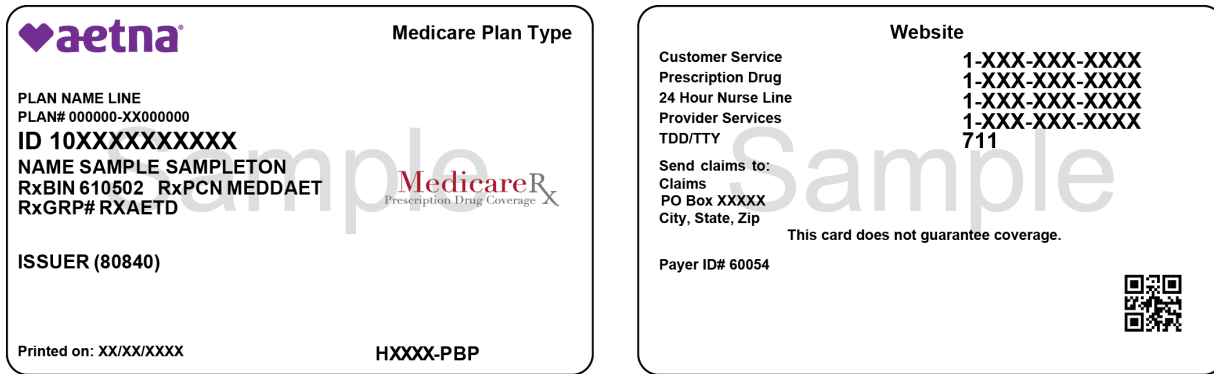 aetna®
Medicare Plan Type
PLAN NAME LINE
PLAN# 000000-XX000000
ID 10XXXXXXXXXX
NAME SAMPLE SAMPLETON
RxBIN 610502 RxPCN MEDDAET
RxGRP# RXAETD
MedicareRx
Prescription Drug Coverage
Sample
ISSUER (80840)
Printed on: XX/XX/XXXX
HXXXX-PBP
Website
Customer Service 1-XXX-XXX-XXXX
Prescription Drug 1-XXX-XXX-XXXX
24 Hour Nurse Line 1-XXX-XXX-XXXX
Provider Services 1-XXX-XXX-XXXX
TDD/TTY 711
Sample
Send claims to:
Claims
PO Box XXXXX
City, State, Zip
This card does not guarantee coverage.
Payer ID# 60054